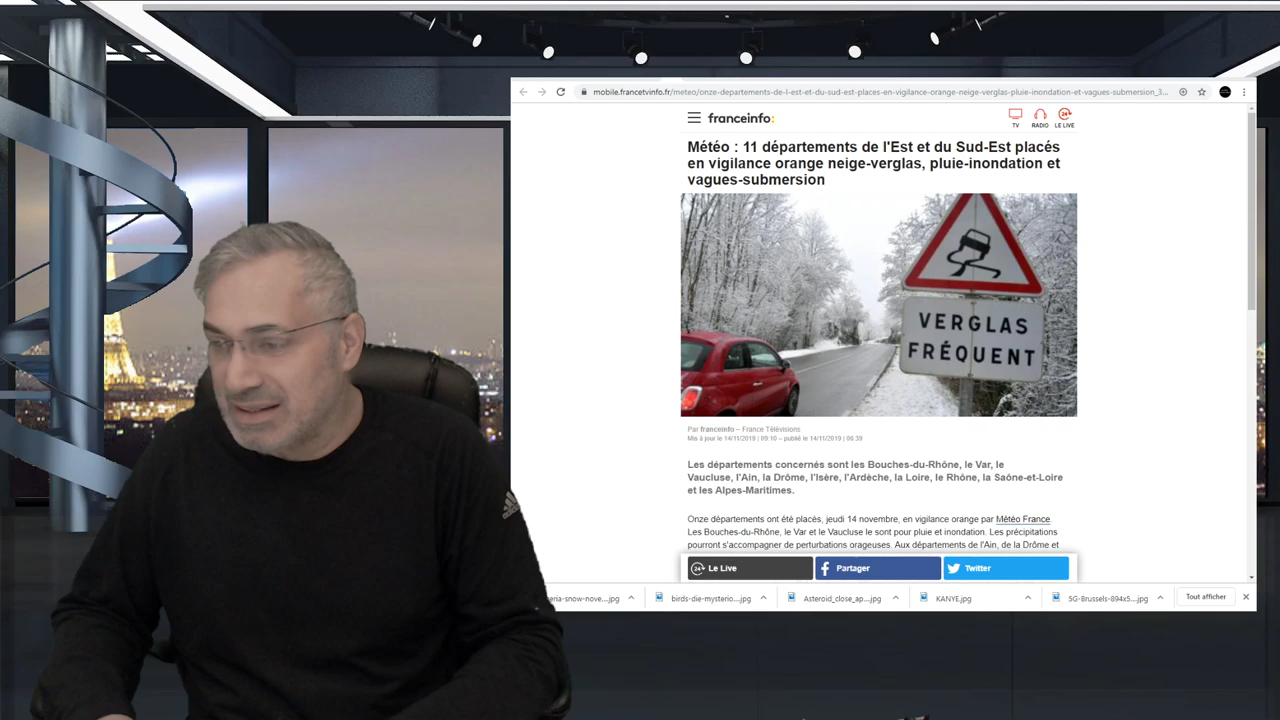 mobile.francetvinfo.fr/meteo/onze-departements-de-l-est-et-du-sud-est-places-en-vigilance-orange-neige-verglas-pluie-inondation-et-vagues-submersion_3...
franceinfo:
TV
RADIO
LE LIVE
Météo : 11 départements de l'Est et du Sud-Est placés
en vigilance orange neige-verglas, pluie-inondation et
vagues-submersion
VERGLAS
FRÉQUENT
Par franceinfo – France Télévisions
Mis à jour le 14/11/2019 | 09:10 – publié le 14/11/2019 | 06:39
Les départements concernés sont les Bouches-du-Rhône, le Var, le
Vaucluse, l'Ain, la Drôme, l'Isère, l'Ardèche, la Loire, le Rhône, la Saône-et-Loire
et les Alpes-Maritimes.
Onze départements ont été placés, jeudi 14 novembre, en vigilance orange par Météo France.
Les Bouches-du-Rhône, le Var et le Vaucluse le sont pour pluie et inondation. Les précipitations
pourront s'accompagner de perturbations orageuses. Aux départements de l'Ain, de la Drôme et
Le Live
Partager
Twitter
eria-snow-nove....jpg
birds-die-mysterio....jpg
Asteroid_close_ap....jpg
KANYE.jpg
5G-Brussels-894x5....jpg
Tout afficher